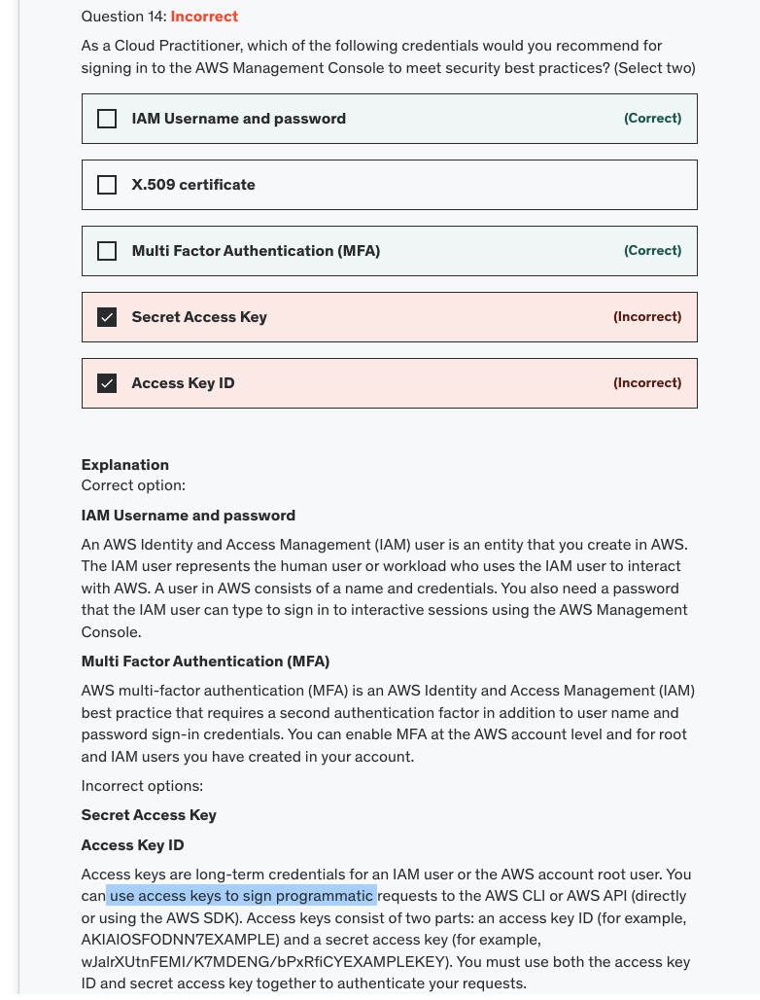 Question 14: Incorrect
As a Cloud Practitioner, which of the following credentials would you recommend for
signing in to the AWS Management Console to meet security best practices? (Select two)
IAM Username and password (Correct)
X.509 certificate
Multi Factor Authentication (MFA) (Correct)
Secret Access Key (Incorrect)
Access Key ID (Incorrect)
Explanation
Correct option:
IAM Username and password
An AWS Identity and Access Management (IAM) user is an entity that you create in AWS.
The IAM user represents the human user or workload who uses the IAM user to interact
with AWS. A user in AWS consists of a name and credentials. You also need a password
that the IAM user can type to sign in to interactive sessions using the AWS Management
Console.
Multi Factor Authentication (MFA)
AWS multi-factor authentication (MFA) is an AWS Identity and Access Management (IAM)
best practice that requires a second authentication factor in addition to user name and
password sign-in credentials. You can enable MFA at the AWS account level and for root
and IAM users you have created in your account.
Incorrect options:
Secret Access Key
Access Key ID
Access keys are long-term credentials for an IAM user or the AWS account root user. You
can use access keys to sign programmatic requests to the AWS CLI or AWS API (directly
or using the AWS SDK). Access keys consist of two parts: an access key ID (for example,
AKIAIOSFODNN7EXAMPLE) and a secret access key (for example,
wJalrXUtnFEMI/K7MDENG/bPxRfiCYEXAMPLEKEY). You must use both the access key
ID and secret access key together to authenticate your requests.